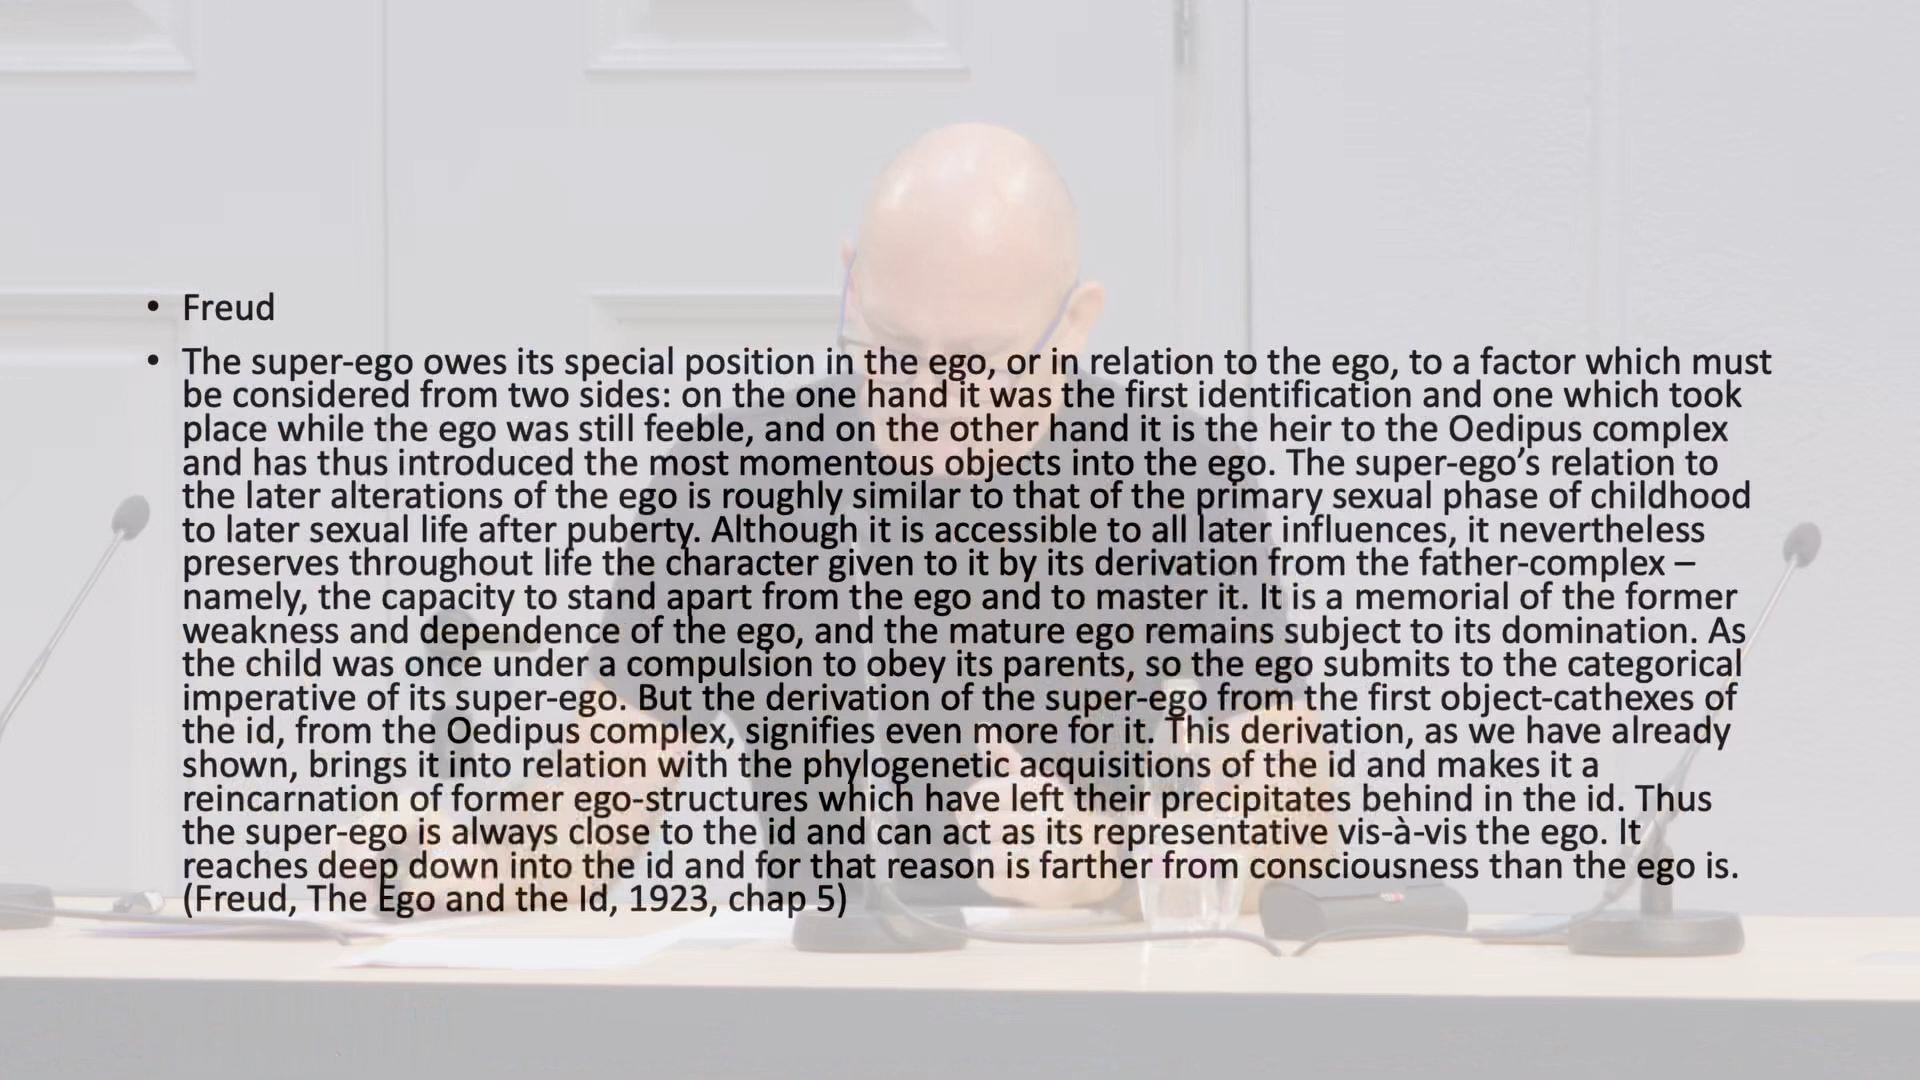 • Freud
• The super-ego owes its special position in the ego, or in relation to the ego, to a factor which must
be considered from two sides: on the one hand it was the first identification and one which took
place while the ego was still feeble, and on the other hand it is the heir to the Oedipus complex
and has thus introduced the most momentous objects into the ego. The super-ego’s relation to
the later alterations of the ego is roughly similar to that of the primary sexual phase of childhood
to later sexual life after puberty. Although it is accessible to all later influences, it nevertheless
preserves throughout life the character given to it by its derivation from the father-complex –
namely, the capacity to stand apart from the ego and to master it. It is a memorial of the former
weakness and dependence of the ego, and the mature ego remains subject to its domination. As
the child was once under a compulsion to obey its parents, so the ego submits to the categorical
imperative of its super-ego. But the derivation of the super-ego from the first object-cathexes of
the id, from the Oedipus complex, signifies even more for it. This derivation, as we have already
shown, brings it into relation with the phylogenetic acquisitions of the id and makes it a
reincarnation of former ego-structures which have left their precipitates behind in the id. Thus
the super-ego is always close to the id and can act as its representative vis-à-vis the ego. It
reaches deep down into the id and for that reason is farther from consciousness than the ego is.
(Freud, The Ego and the Id, 1923, chap 5)